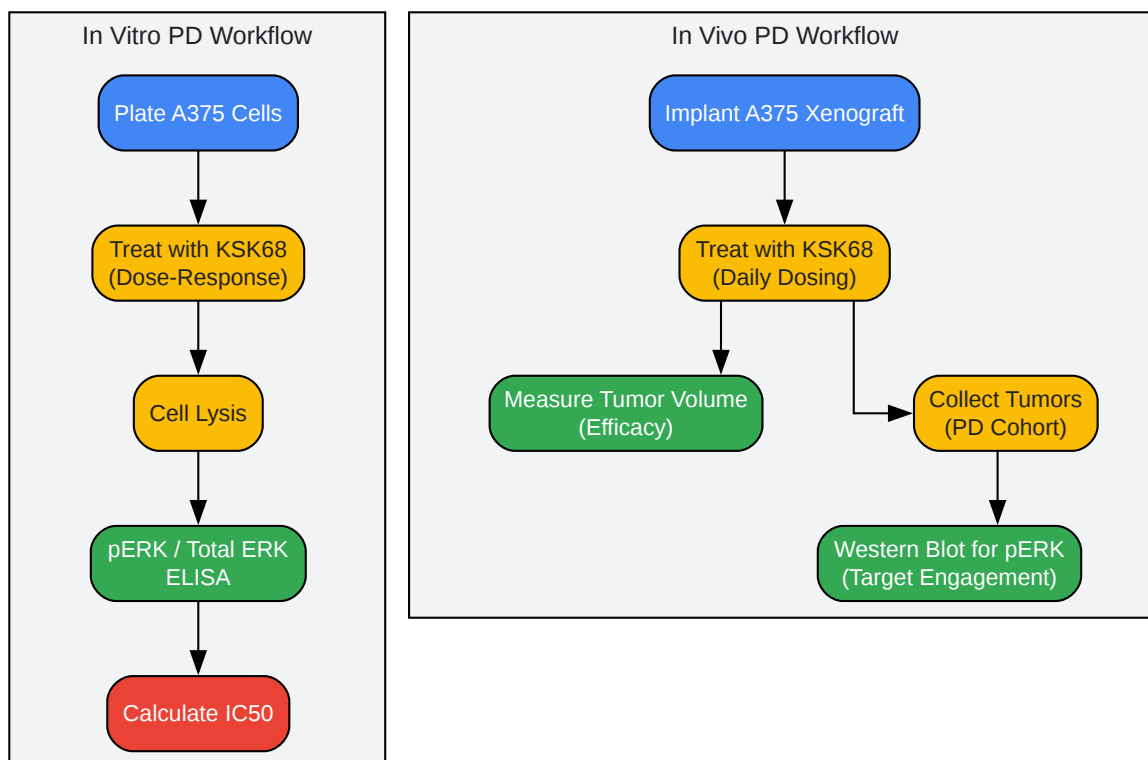 In Vitro PD Workflow
Plate A375 Cells
Treat with KSK68
(Dose-Response)
Cell Lysis
pERK / Total ERK
ELISA
Calculate IC50
In Vivo PD Workflow
Implant A375 Xenograft
Treat with KSK68
(Daily Dosing)
Measure Tumor Volume
(Efficacy)
Collect Tumors
(PD Cohort)
Western Blot for pERK
(Target Engagement)